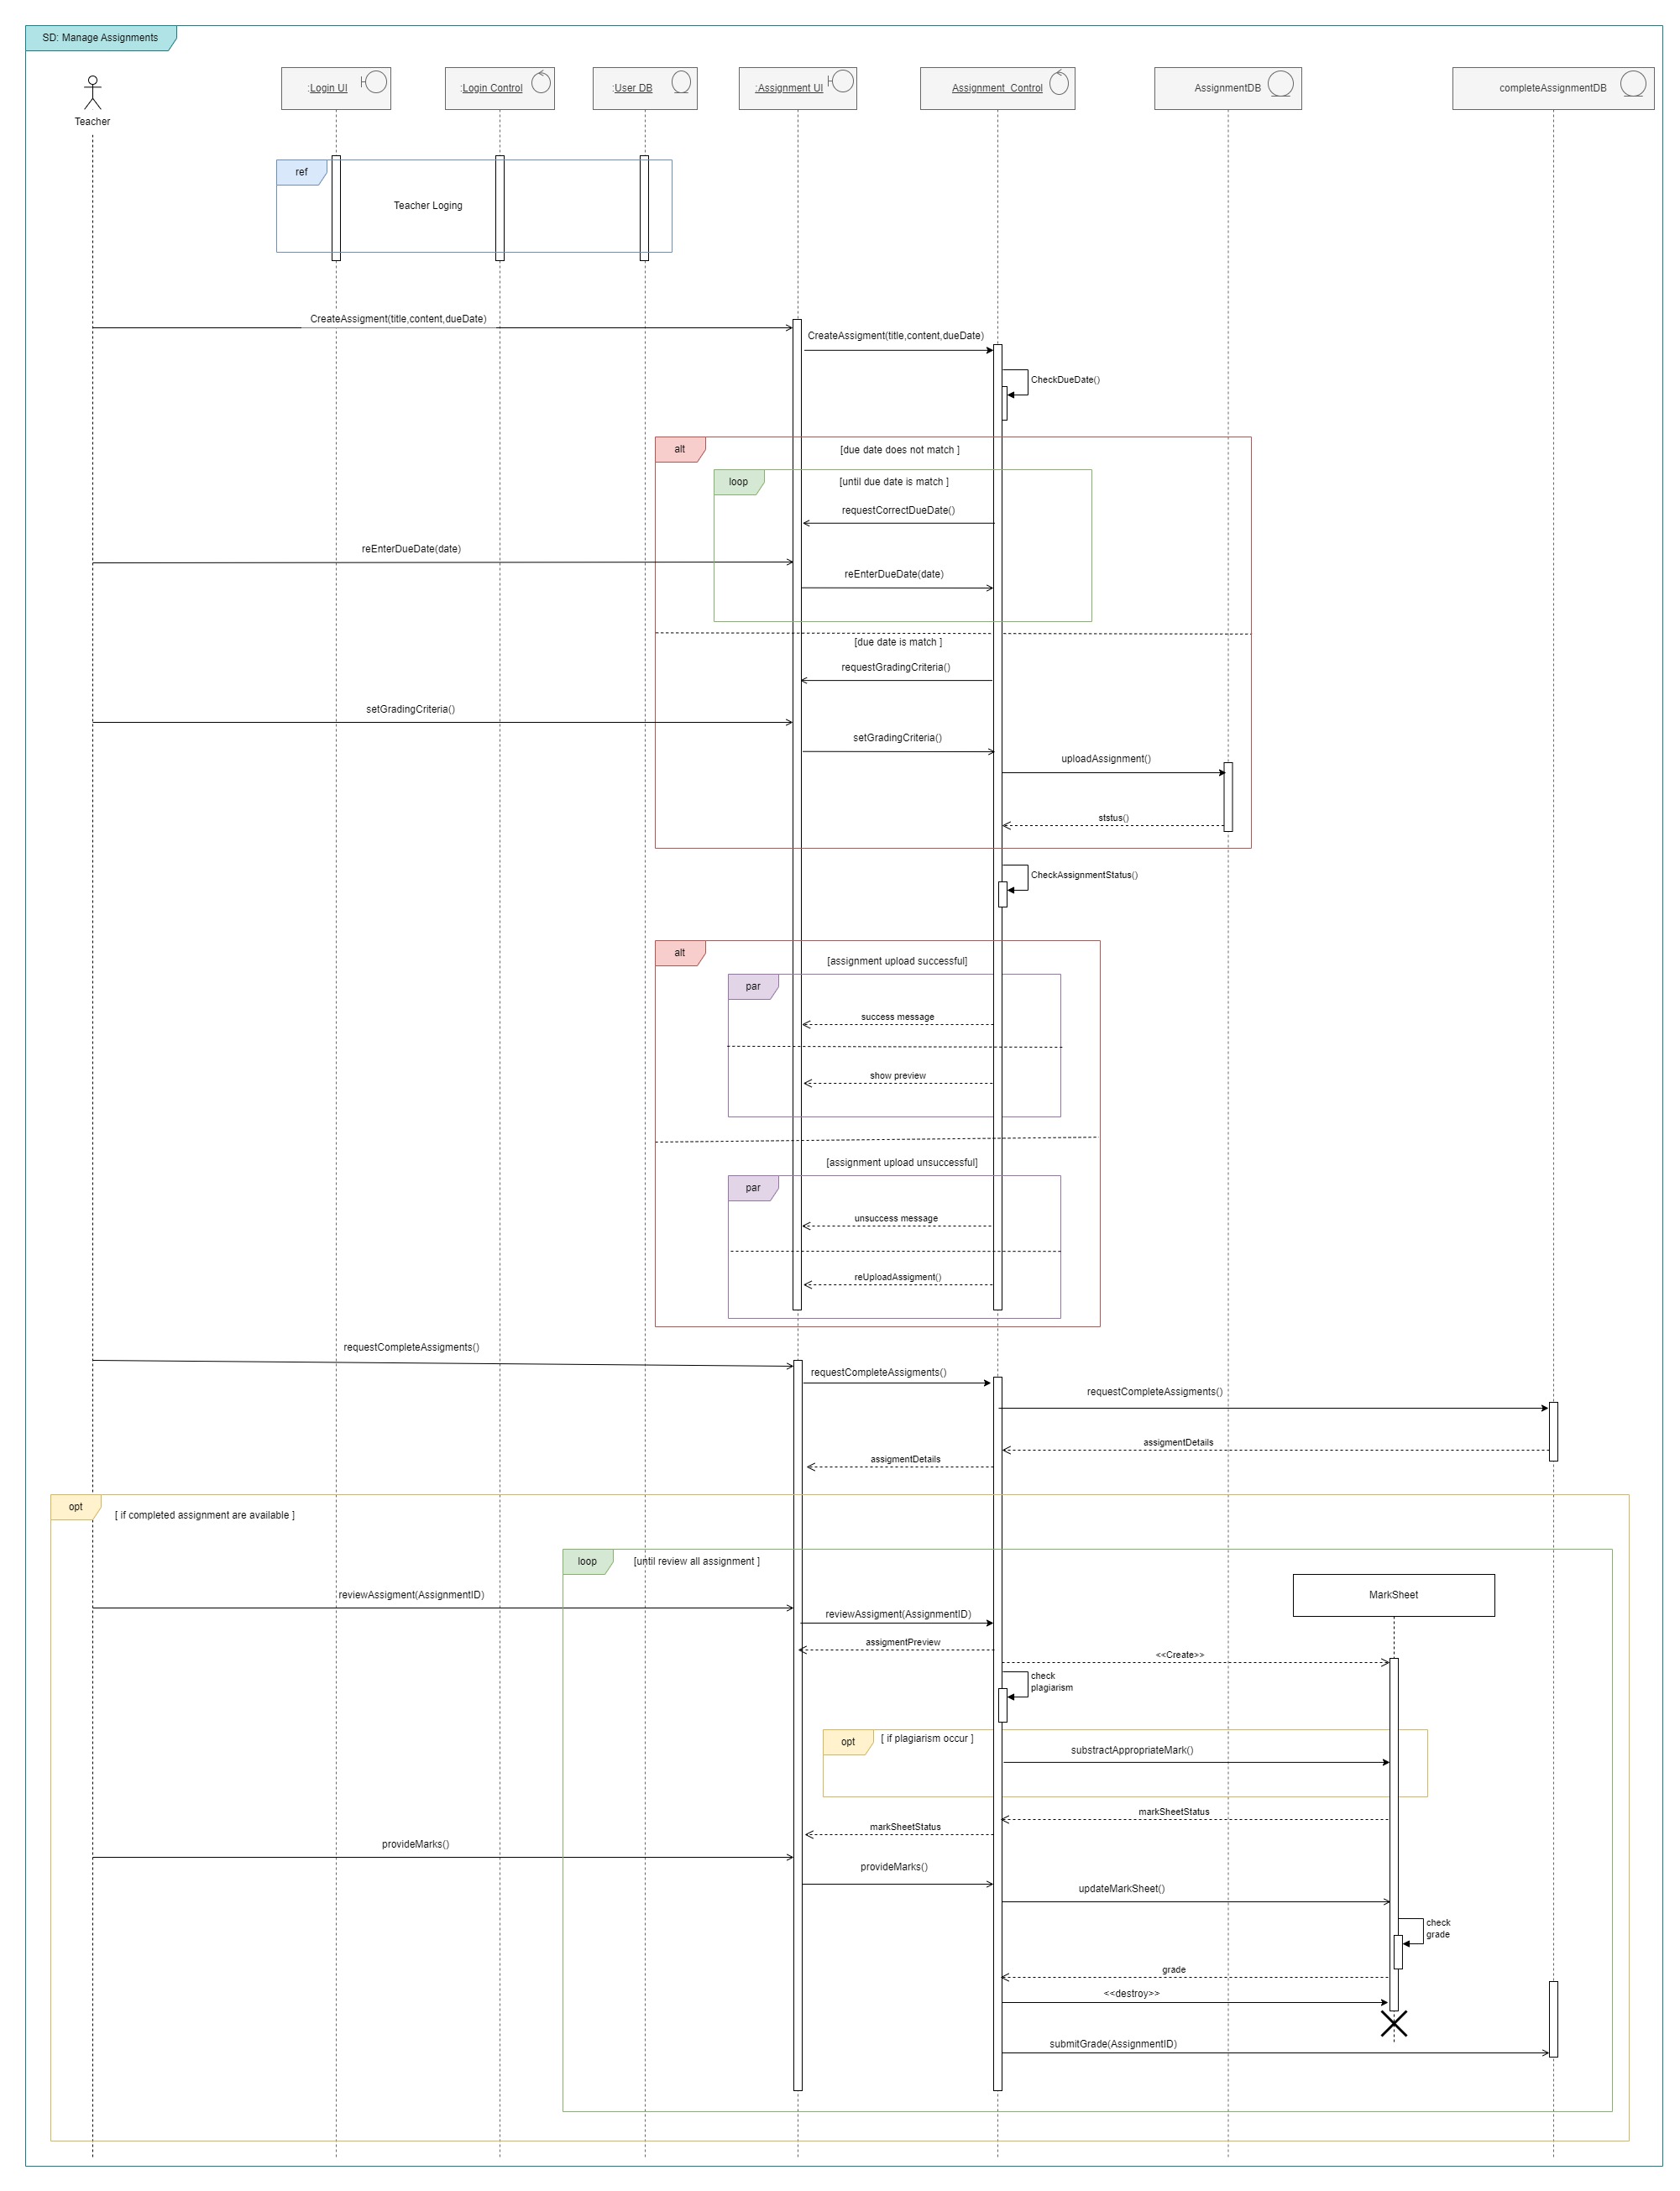 SD: Manage Assignments
Teacher
:Login UI
:Login Control
:User DB
:Assignment UI
Assignment_Control
AssignmentDB
completeAssignmentDB
ref
Teacher Loging
CreateAssigment(title,content,dueDate)
CreateAssigment(title,content,dueDate)
CheckDueDate()
alt
[due date does not match ]
loop
[until due date is match ]
requestCorrectDueDate()
reEnterDueDate(date)
reEnterDueDate(date)
[due date is match ]
requestGradingCriteria()
setGradingCriteria()
setGradingCriteria()
uploadAssignment()
ststus()
CheckAssignmentStatus()
alt
[assignment upload successful]
par
success message
show preview
[assignment upload unsuccessful]
par
unsuccess message
reUploadAssigment()
requestCompleteAssigments()
requestCompleteAssigments()
requestCompleteAssigments()
assigmentDetails
assigmentDetails
opt
[ if completed assignment are available ]
loop
[until review all assignment ]
MarkSheet
reviewAssigment(AssignmentID)
reviewAssigment(AssignmentID)
assigmentPreview
<<Create>>
check
plagiarism
opt
[ if plagiarism occur ]
substractAppropriateMark()
markSheetStatus
markSheetStatus
provideMarks()
provideMarks()
updateMarkSheet()
check
grade
grade
<<destroy>>
submitGrade(AssignmentID)